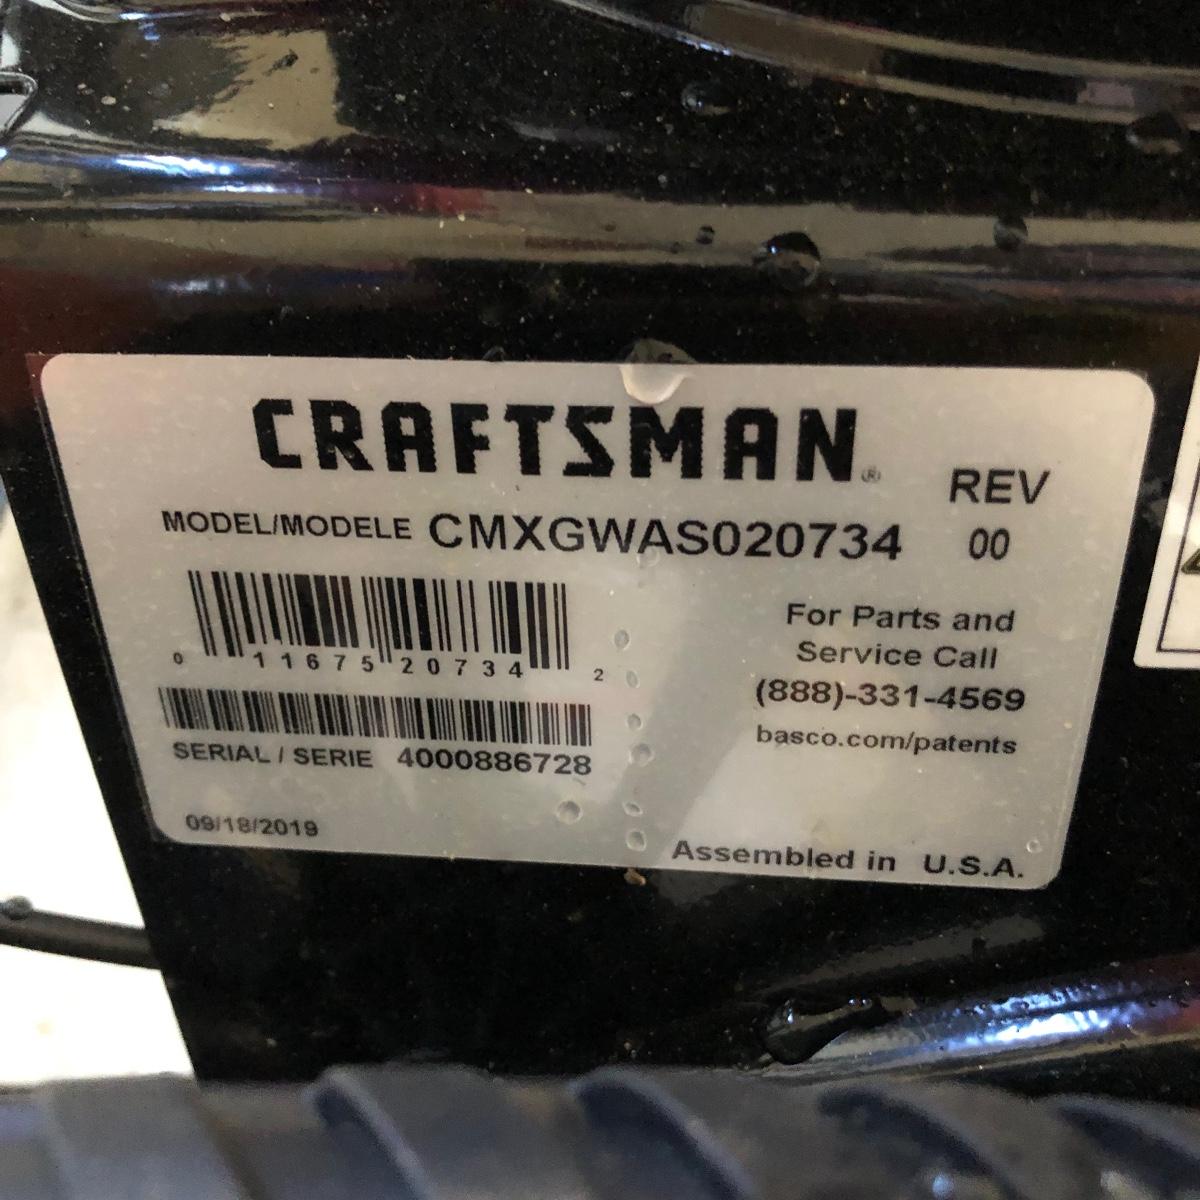 CRAFTSMAN®
MODEL/MODELE CMXGWAS020734
REV
00
0 11675 20734 2
SERIAL / SERIE 4000886728
09/18/2019
For Parts and
Service Call
(888)-331-4569
basco.com/patents
Assembled in U.S.A.